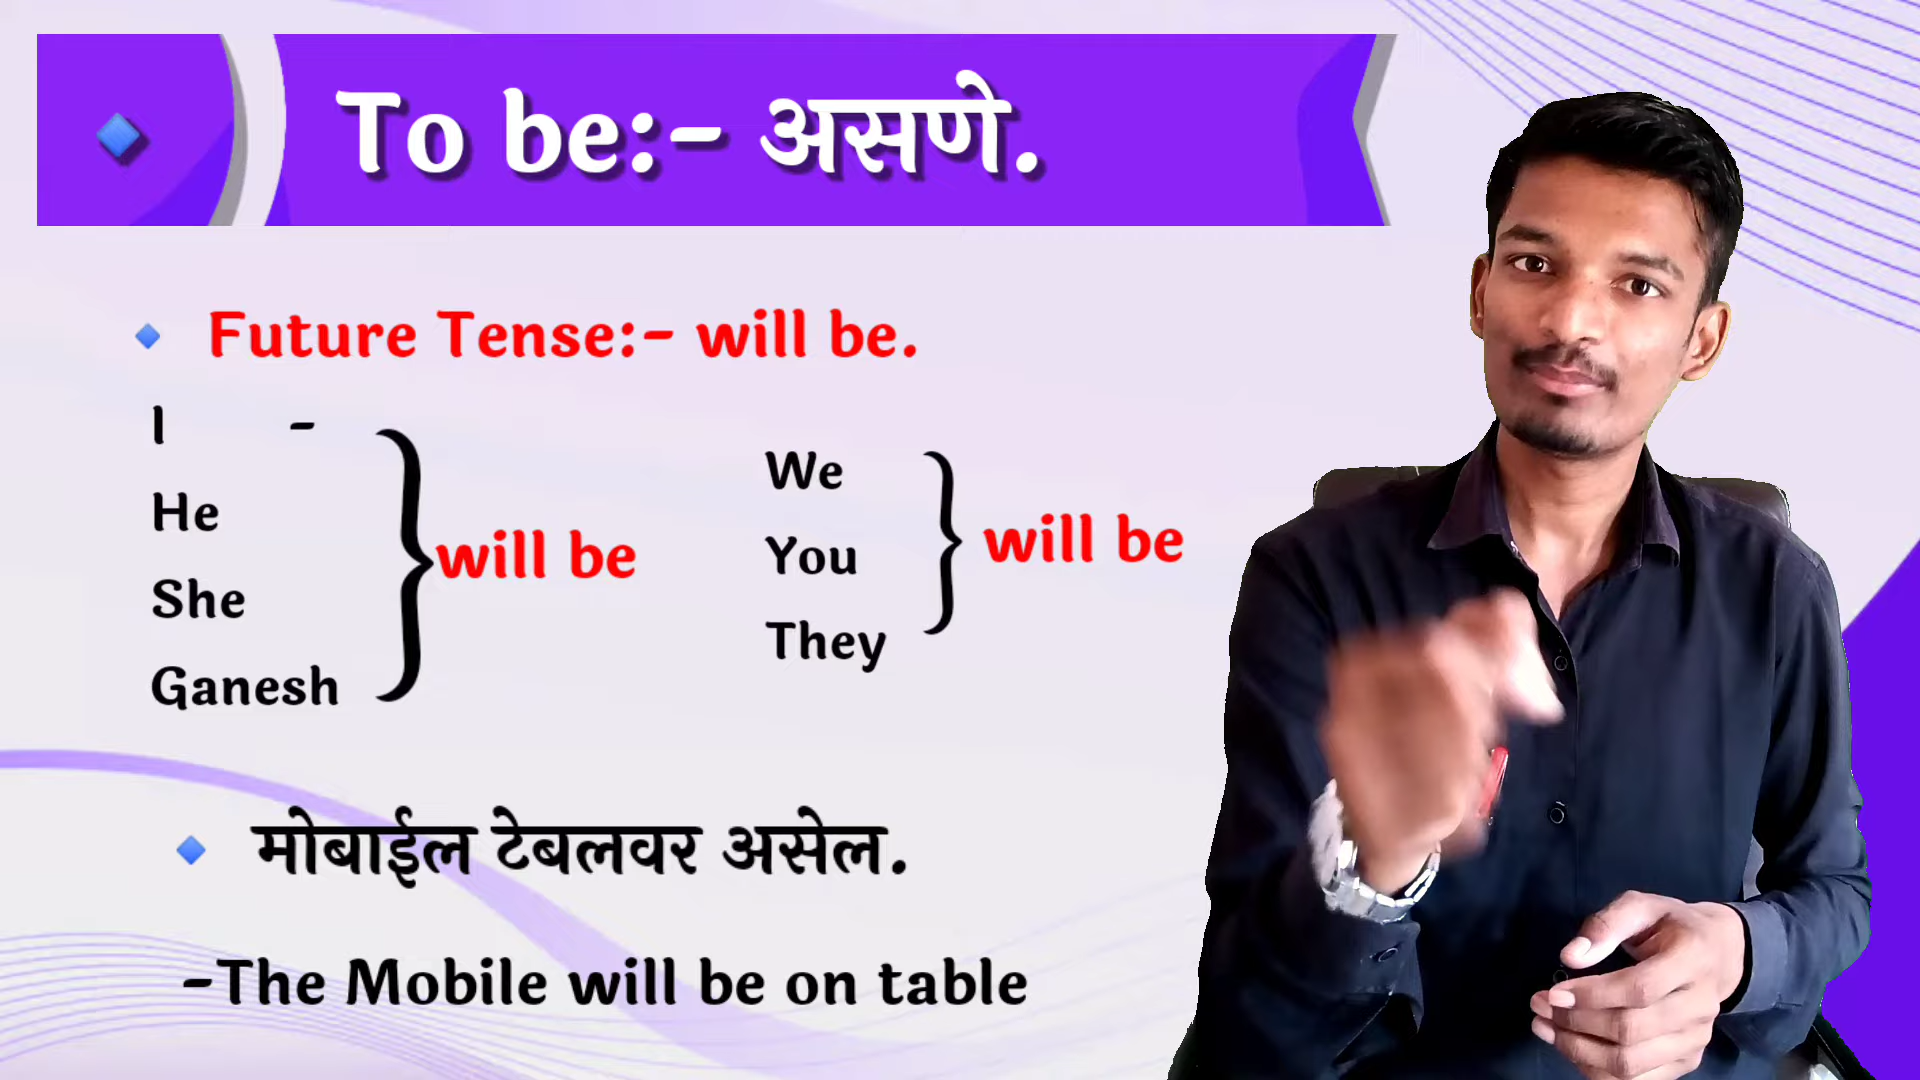 To be:- असणे.
Future Tense:- will be.
I -
He
She
Ganesh
will be
We
You
They
will be
मोबाईल टेबलवर असेल.
-The Mobile will be on table